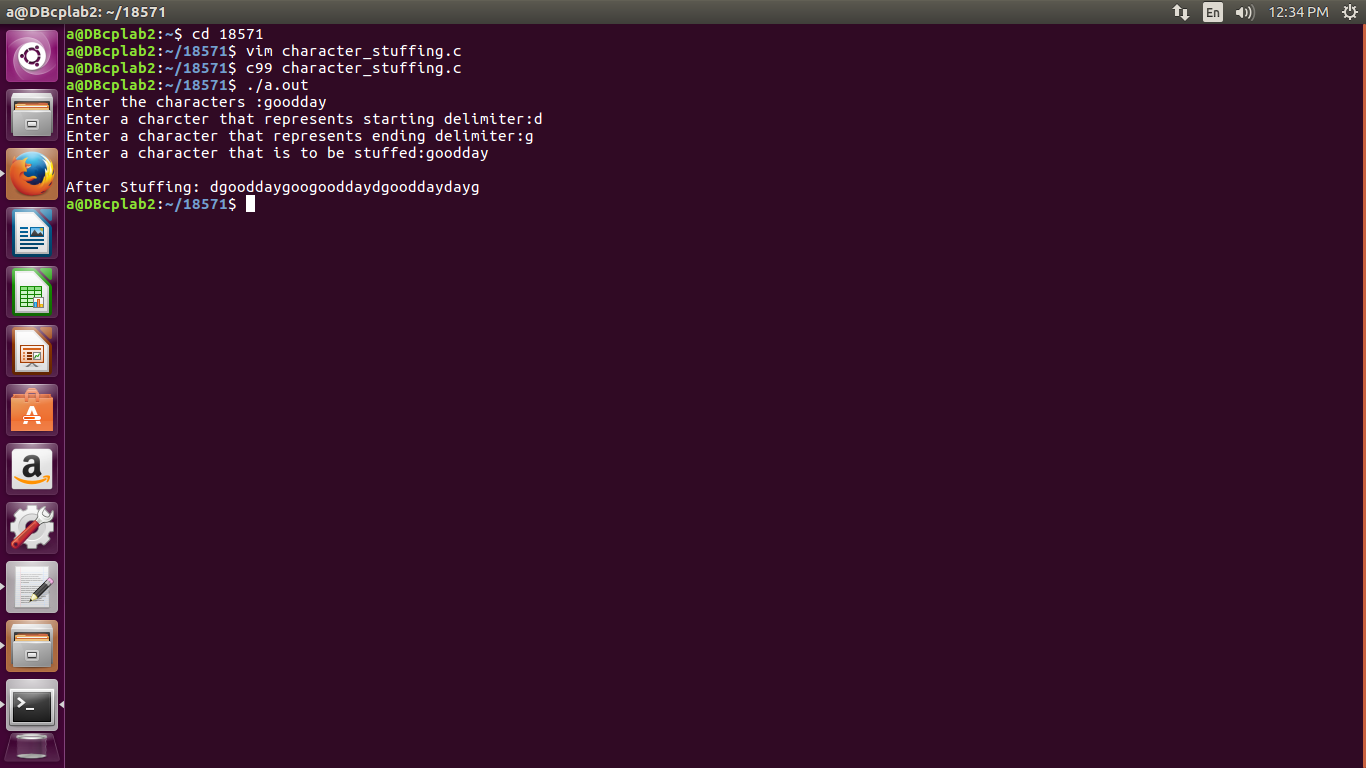 a@DBcplab2: ~/18571
En
12:34 PM
a@DBcplab2:~$ cd 18571
a@DBcplab2:~/18571$ vim character_stuffing.c
a@DBcplab2:~/18571$ c99 character_stuffing.c
a@DBcplab2:~/18571$ ./a.out
Enter the characters :goodday
Enter a charcter that represents starting delimiter:d
Enter a character that represents ending delimiter:g
Enter a character that is to be stuffed:goodday
After Stuffing: dgooddaygoogooddaydgooddaydayg
a@DBcplab2:~/18571$